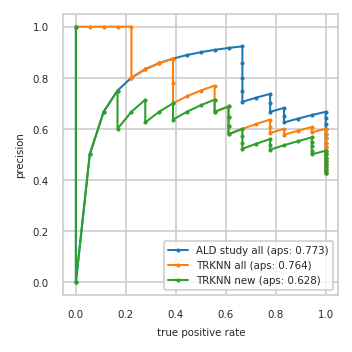 1.0
0.8
0.6
0.4
0.2
0.0
precision
0.0 0.2 0.4 0.6 0.8 1.0
true positive rate
ALD study all (aps: 0.773)
TRKNN all (aps: 0.764)
TRKNN new (aps: 0.628)